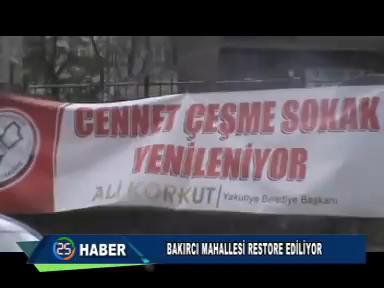 CENNET ÇEŞME SOKAK
YENİLENİYOR
ALİ KORKUT | Yakutiye Belediye Başkanı
25 HABER BAKIRCI MAHALLESİ RESTORE EDİLİYOR